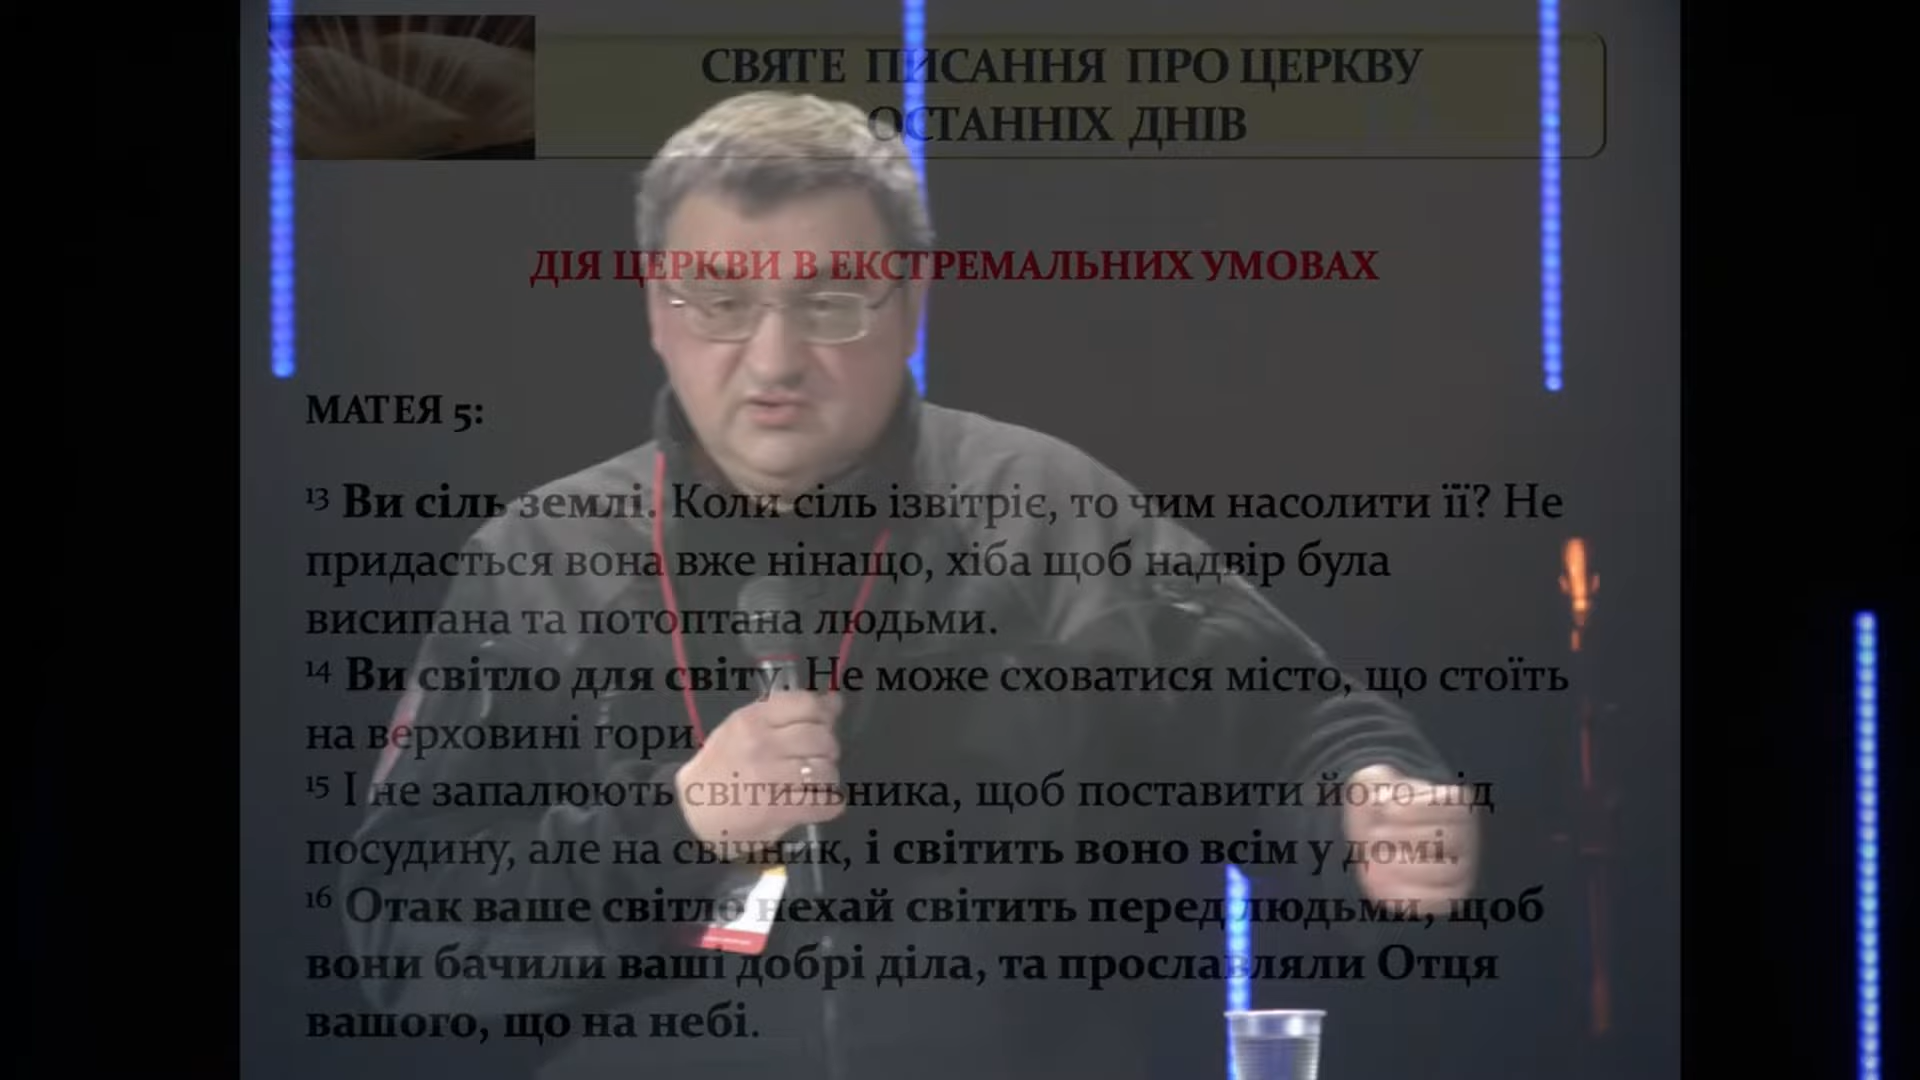 СВЯТЕ ПИСАННЯ ПРО ЦЕРКВУ
ОСТАННІХ ДНІВ
ДІЯ ЦЕРКВИ В ЕКСТРЕМАЛЬНИХ УМОВАХ
МАТЕЯ 5:
13 Ви сіль землі. Коли сіль ізвітріє, то чим насолити її? Не
придасться вона вже нінащо, хіба щоб надвір була
висипана та потоптана людьми.
14 Ви світло для світу. Не може сховатися місто, що стоїть
на верховині гори.
15 І не запалюють світильника, щоб поставити його під
посудину, але на свічник, і світить воно всім у домі.
16 Отак ваше світло нехай світить перед людьми, щоб
вони бачили ваші добрі діла, та прославляли Отця
вашого, що на небі.